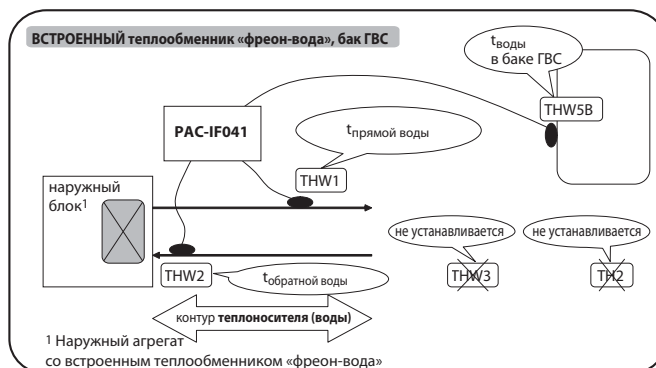 ВСТРОЕННЫЙ теплообменник «фреон-вода», бак ГВС
tводы
в баке ГВС
THW5B
PAC-IF041
tпрямой воды
THW1
наружный
блок1
не устанавливается
не устанавливается
THW2
tобратной воды
THW3
TH2
контур теплоносителя (воды)
1 Наружный агрегат
со встроенным теплообменником «фреон-вода»